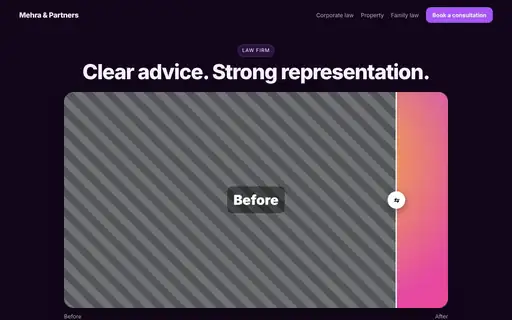 Mehra & Partners
Corporate law Property Family law Book a consultation
LAW FIRM
Clear advice. Strong representation.
Before
Before After